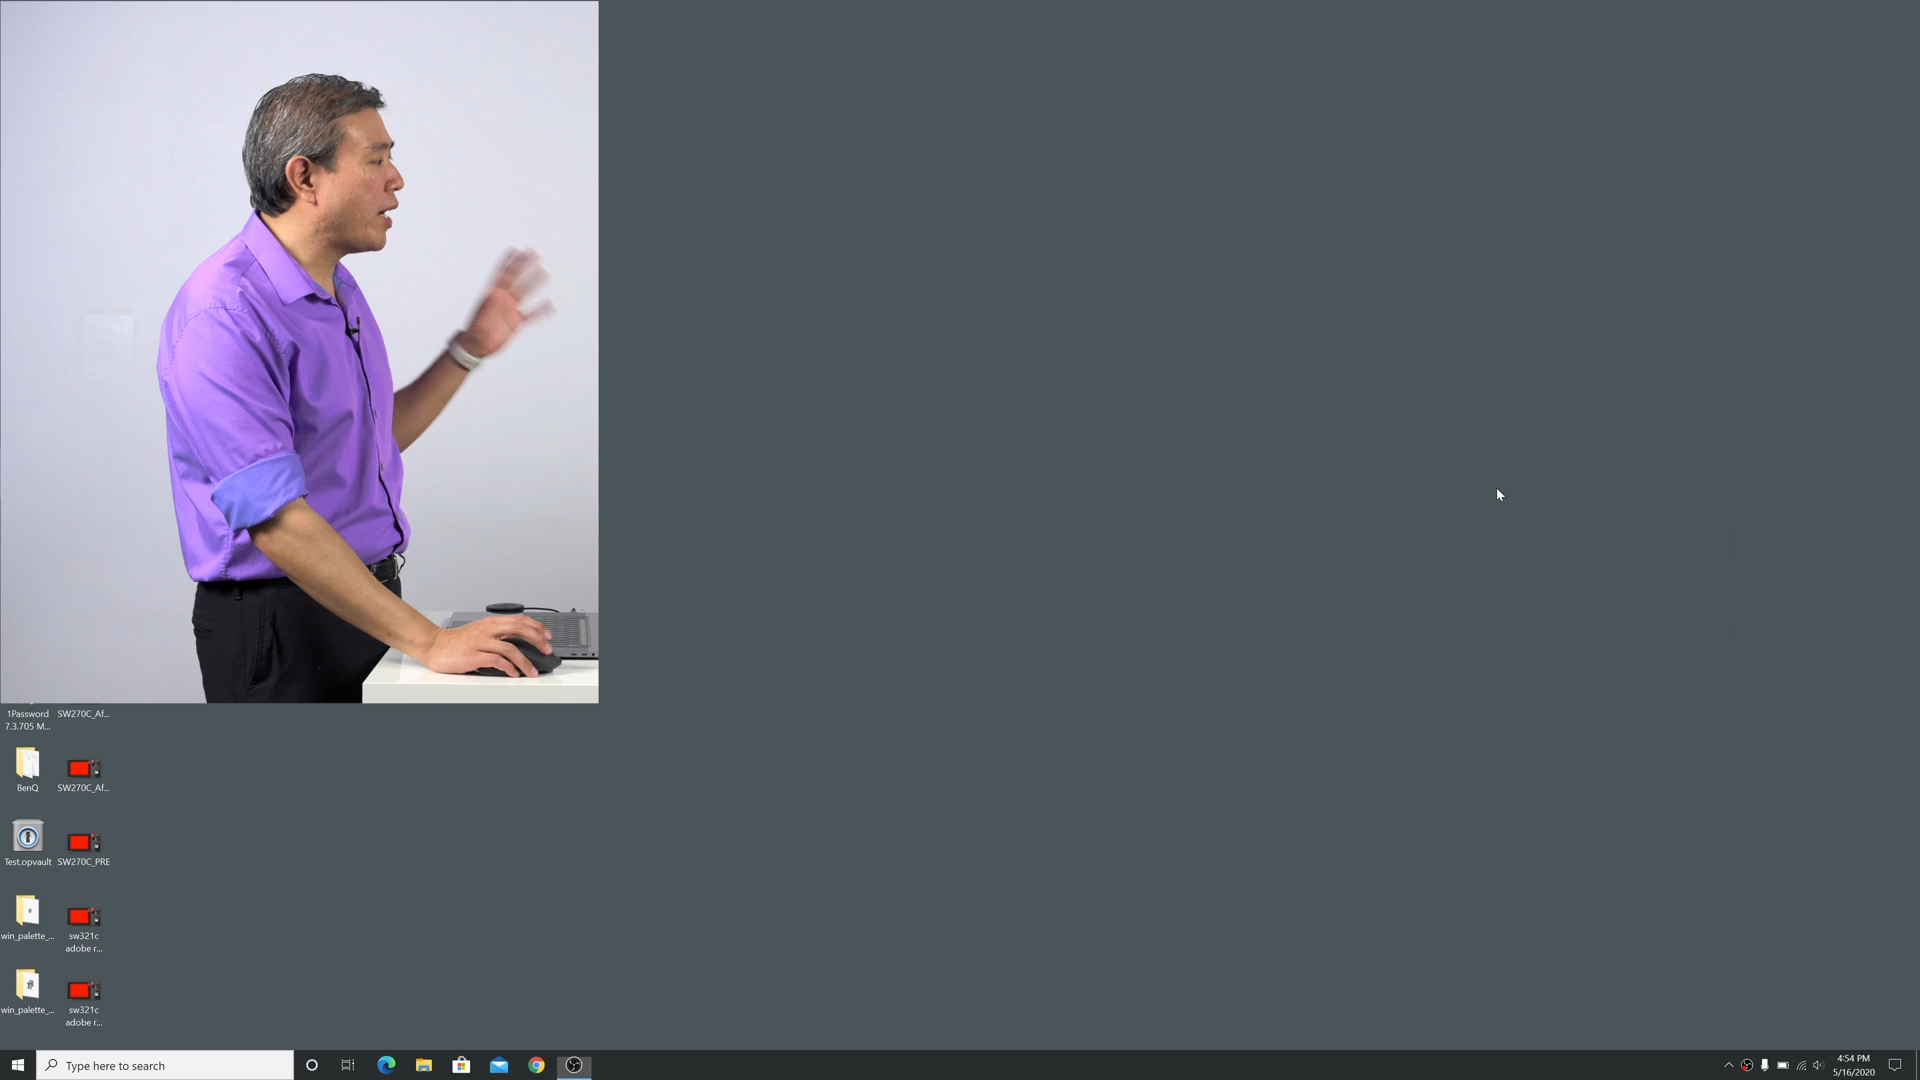 1Password
7.3.705 M...
SW270C_Af...
BenQ
SW270C_Af...
Test.opvault
SW270C_PRE
win_palette_...
sw321c
adobe r...
win_palette_...
sw321c
adobe r...
Type here to search
4:54 PM
5/16/2020